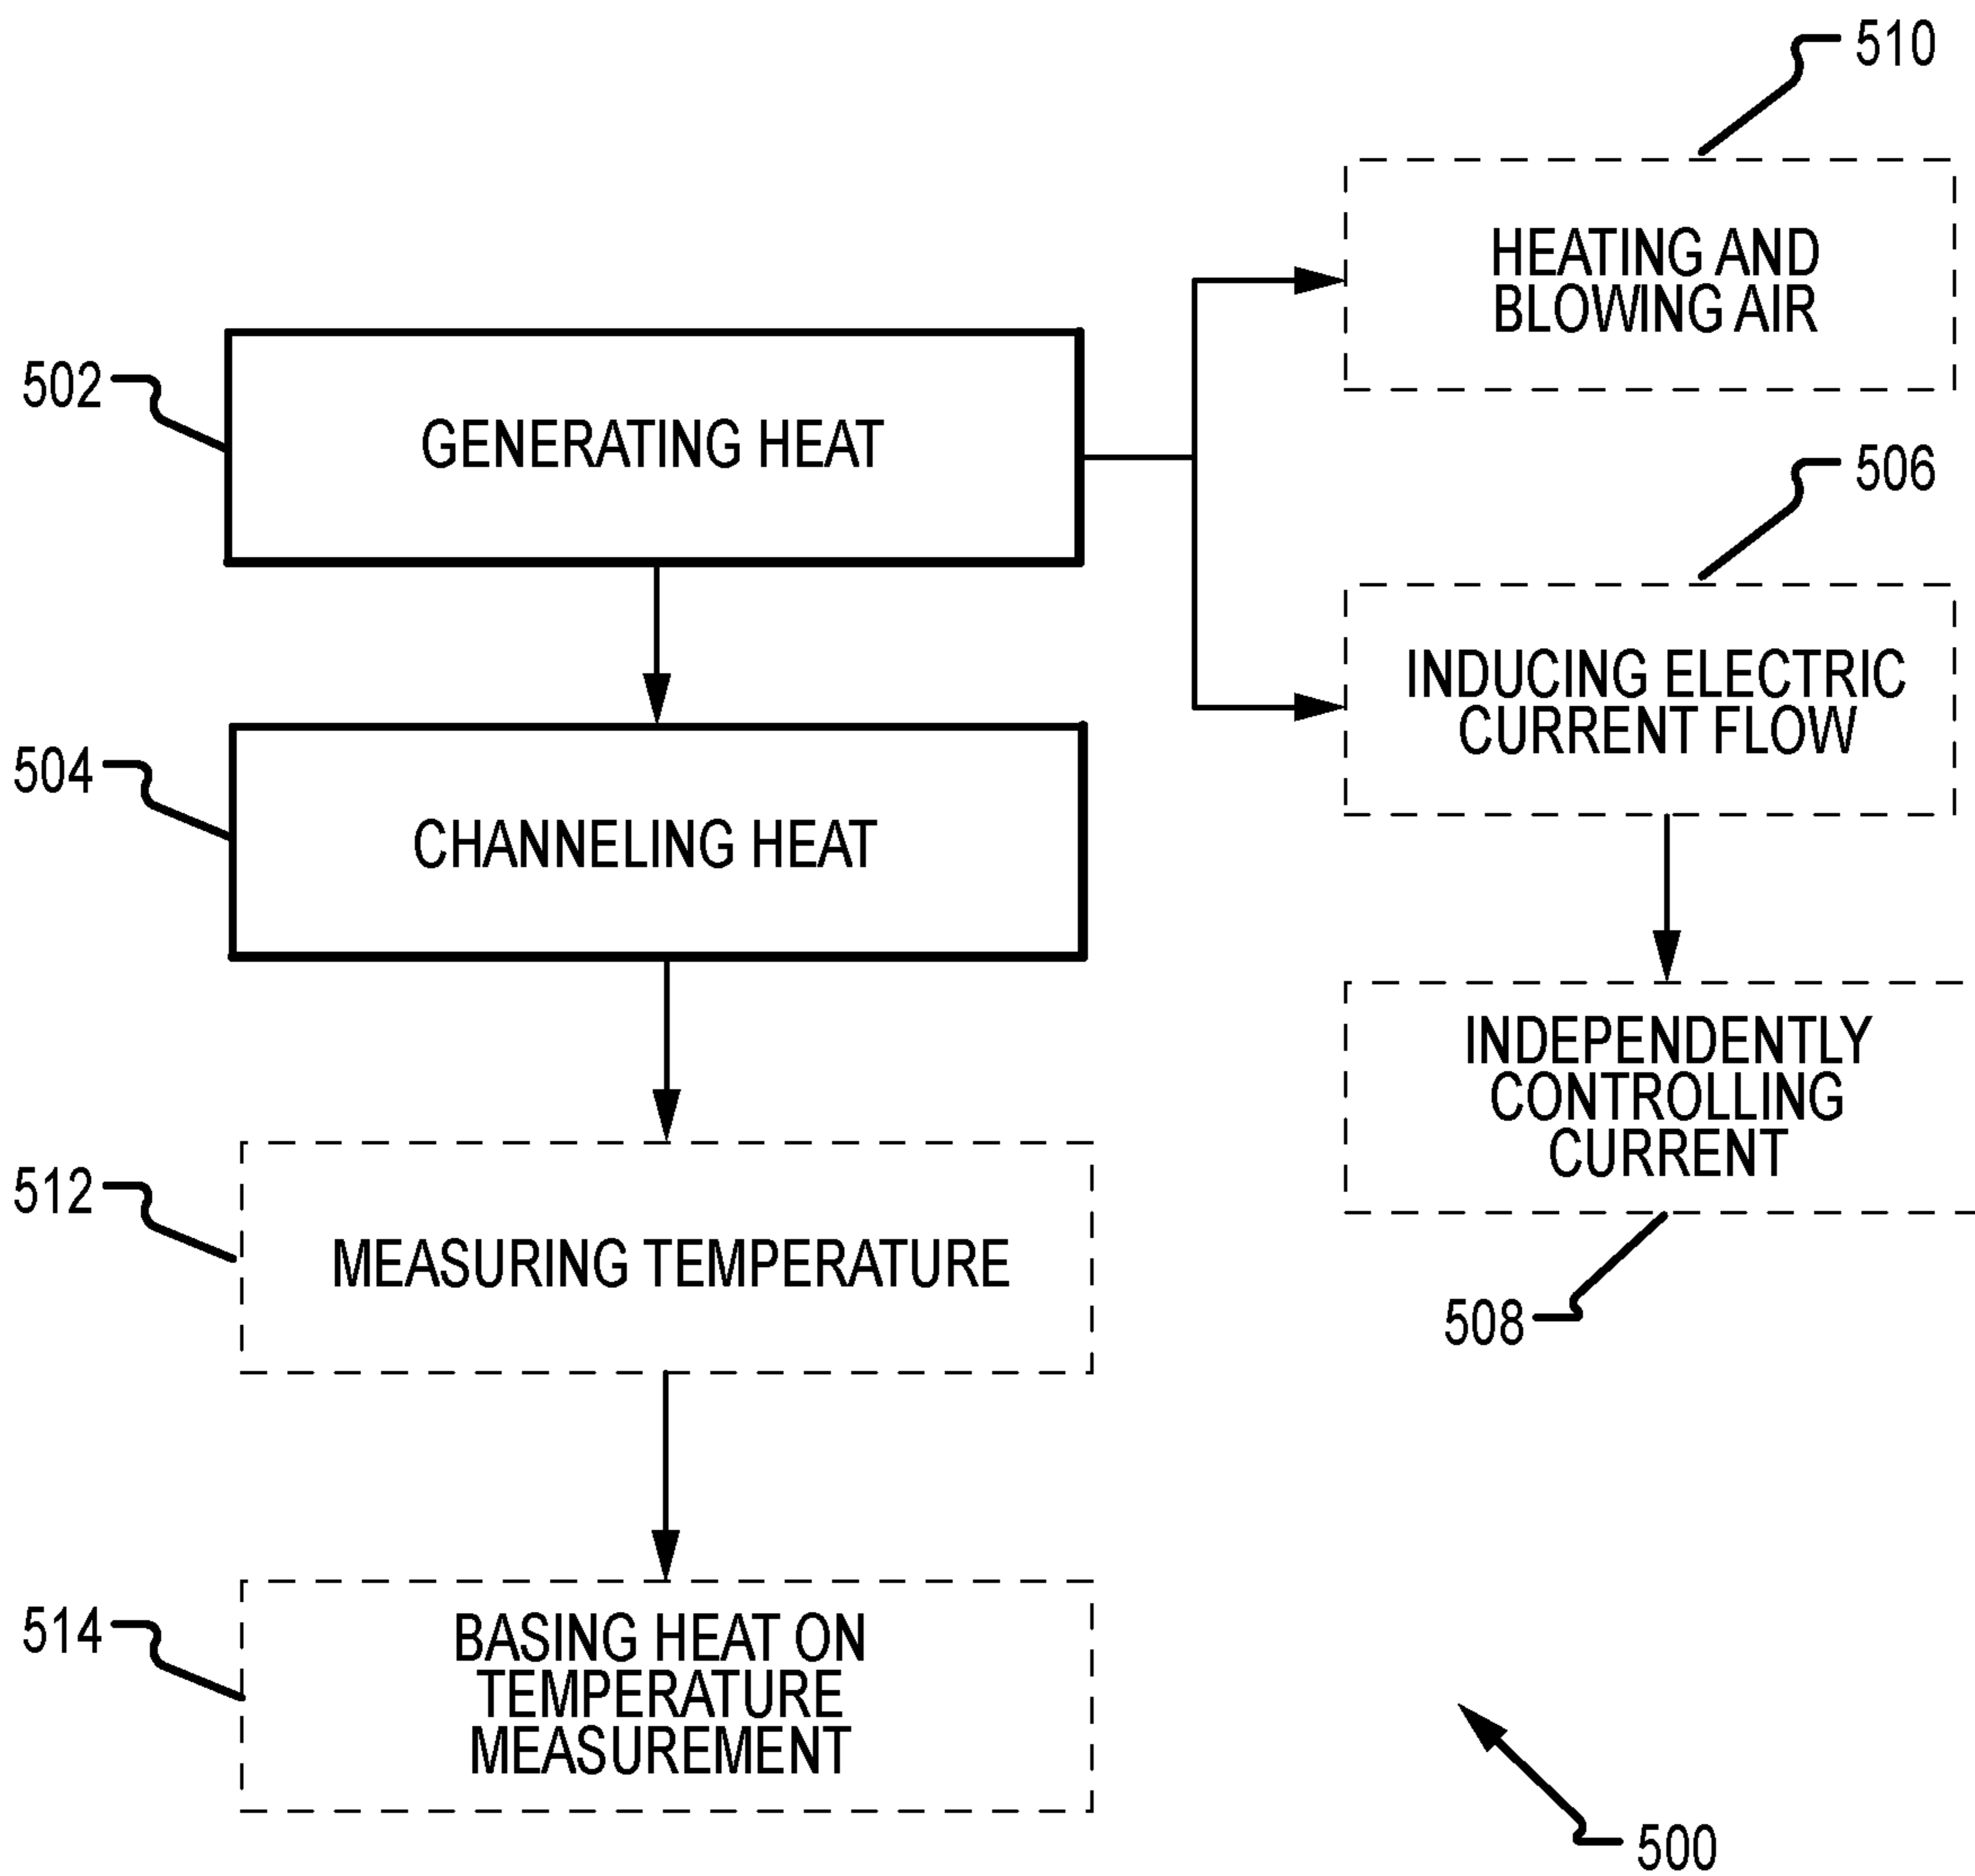 510
HEATING AND
BLOWING AIR
502
GENERATING HEAT
506
INDUCING ELECTRIC
CURRENT FLOW
504
CHANNELING HEAT
INDEPENDENTLY
CONTROLLING
CURRENT
512
MEASURING TEMPERATURE
508
514
BASING HEAT ON
TEMPERATURE
MEASUREMENT
500